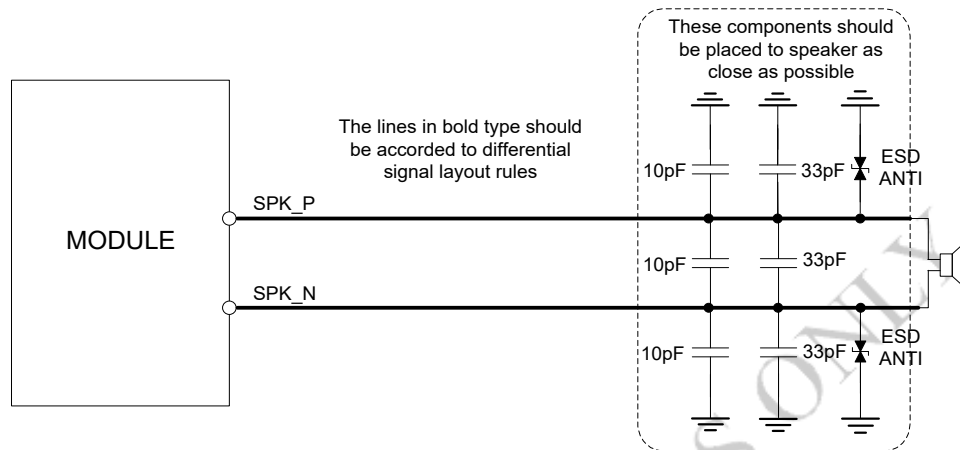 These components should
be placed to speaker as
close as possible
The lines in bold type should
be accorded to differential
signal layout rules
10pF
33pF
ESD
ANTI
SPK_P
MODULE
10pF
33pF
SPK_N
10pF
33pF
ESD
ANTI
S ONLY